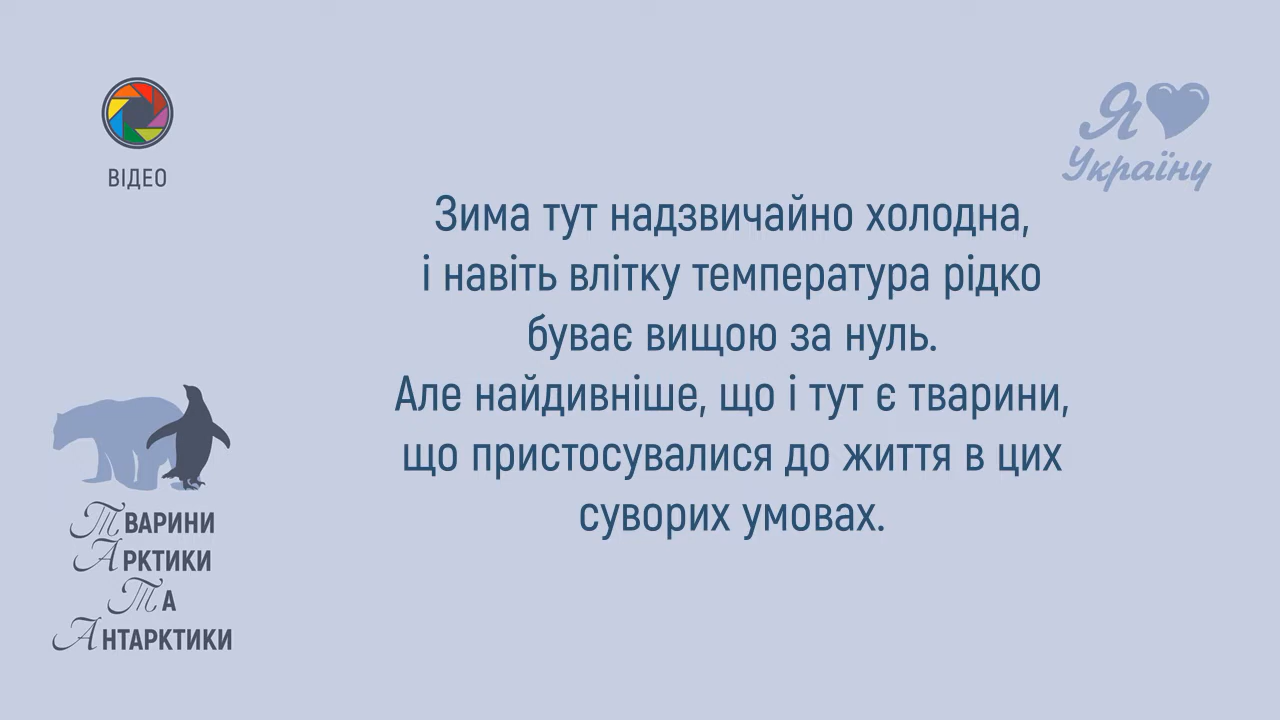 ВІДЕО
Я
Україну
Зима тут надзвичайно холодна,
і навіть влітку температура рідко
буває вищою за нуль.
Але найдивніше, що і тут є тварини,
що пристосувалися до життя в цих
суворих умовах.
ТВАРИНИ
АРКТИКИ
ТА
АНТАРКТИКИ